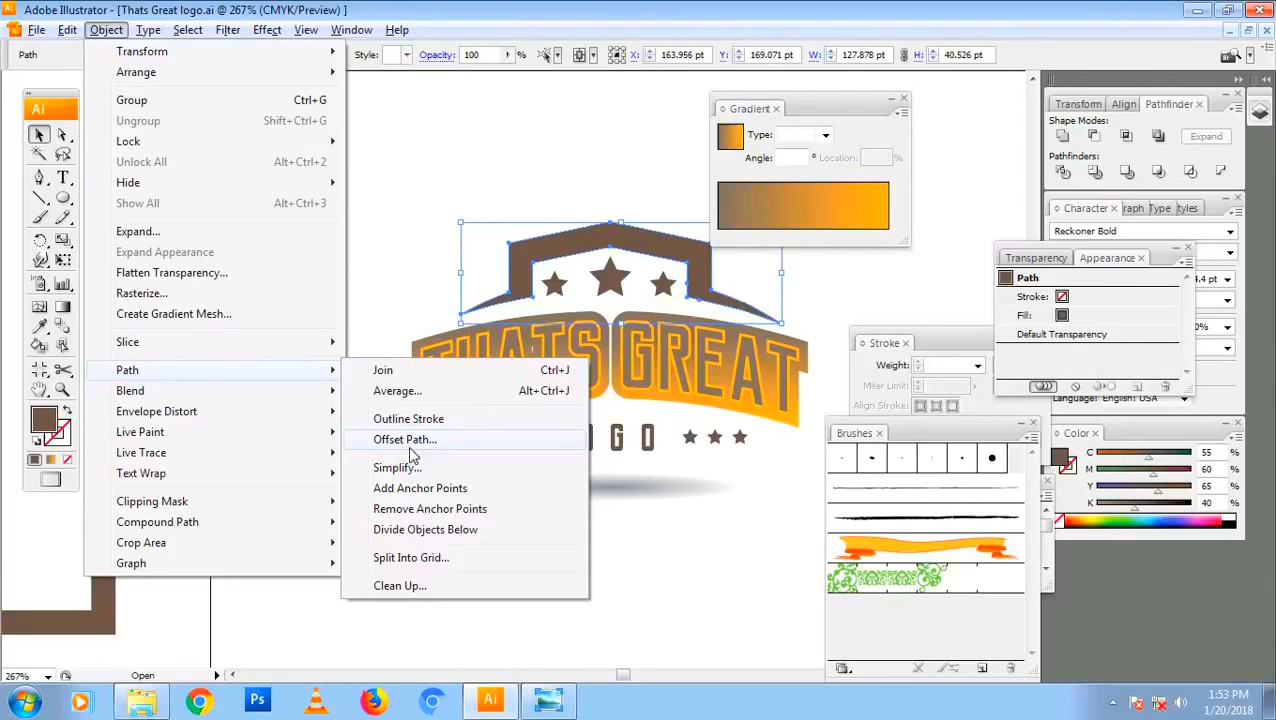 Adobe Illustrator - [Thats Great logo.ai @ 267% (CMYK/Preview) ]
File Edit Object Type Select Filter Effect View Window Help
Path
Style: Opacity: 100 % X: 163.956 pt Y: 169.071 pt W: 127.878 pt H: 40.526 pt
Ai
Transform
Arrange
Group Ctrl+G
Ungroup Shift+Ctrl+G
Lock
Unlock All Alt+Ctrl+2
Hide
Show All Alt+Ctrl+3
Expand...
Expand Appearance
Flatten Transparency...
Rasterize...
Create Gradient Mesh...
Slice
Path
Blend
Envelope Distort
Live Paint
Live Trace
Text Wrap
Clipping Mask
Compound Path
Crop Area
Graph
Join Ctrl+J
Average... Alt+Ctrl+J
Outline Stroke
Offset Path...
Simplify...
Add Anchor Points
Remove Anchor Points
Divide Objects Below
Split Into Grid...
Clean Up...
THATS GREAT
O G O
Gradient
Type:
Angle: ° Location: %
Transform Align Pathfinder
Shape Modes:
Expand
Pathfinders:
Character raph Type tyles
Reckoner Bold
4.4 pt
0%
Language: English: USA
Transparency Appearance
Path
Stroke:
Fill:
Default Transparency
Stroke
Weight:
Miter Limit: x
Align Stroke:
Brushes
Color
C 55 %
M 60 %
Y 65 %
K 40 %
267% Open
Ps Ai
1:53 PM
1/20/2018